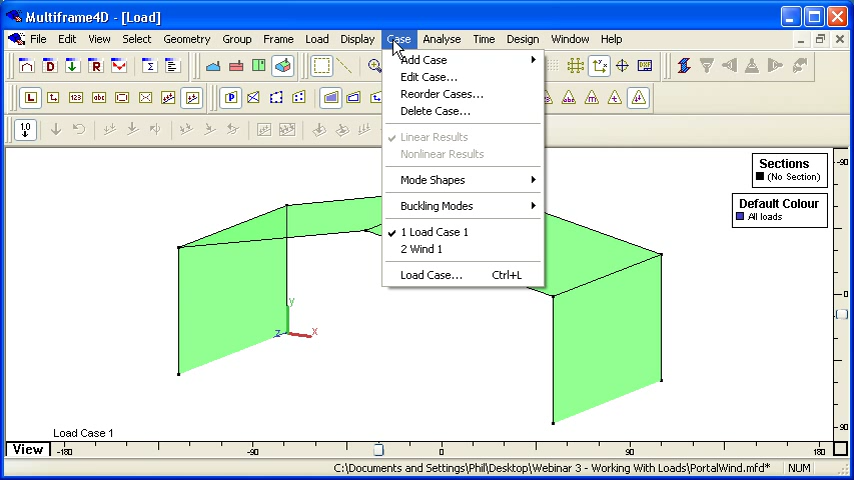 Multiframe4D - [Load]
File Edit View Select Geometry Group Frame Load Display Case Analyse Time Design Window Help
Add Case
Edit Case...
Reorder Cases...
Delete Case...
Linear Results
Nonlinear Results
Mode Shapes
Buckling Modes
1 Load Case 1
2 Wind 1
Load Case... Ctrl+L
Sections
(No Section)
Default Colour
All loads
y
z
x
Load Case 1
View
-180 -90 0 90 180
-90
0
-90
C:\Documents and Settings\Phil\Desktop\Webinar 3 - Working With Loads\PortalWind.mfd* NUM